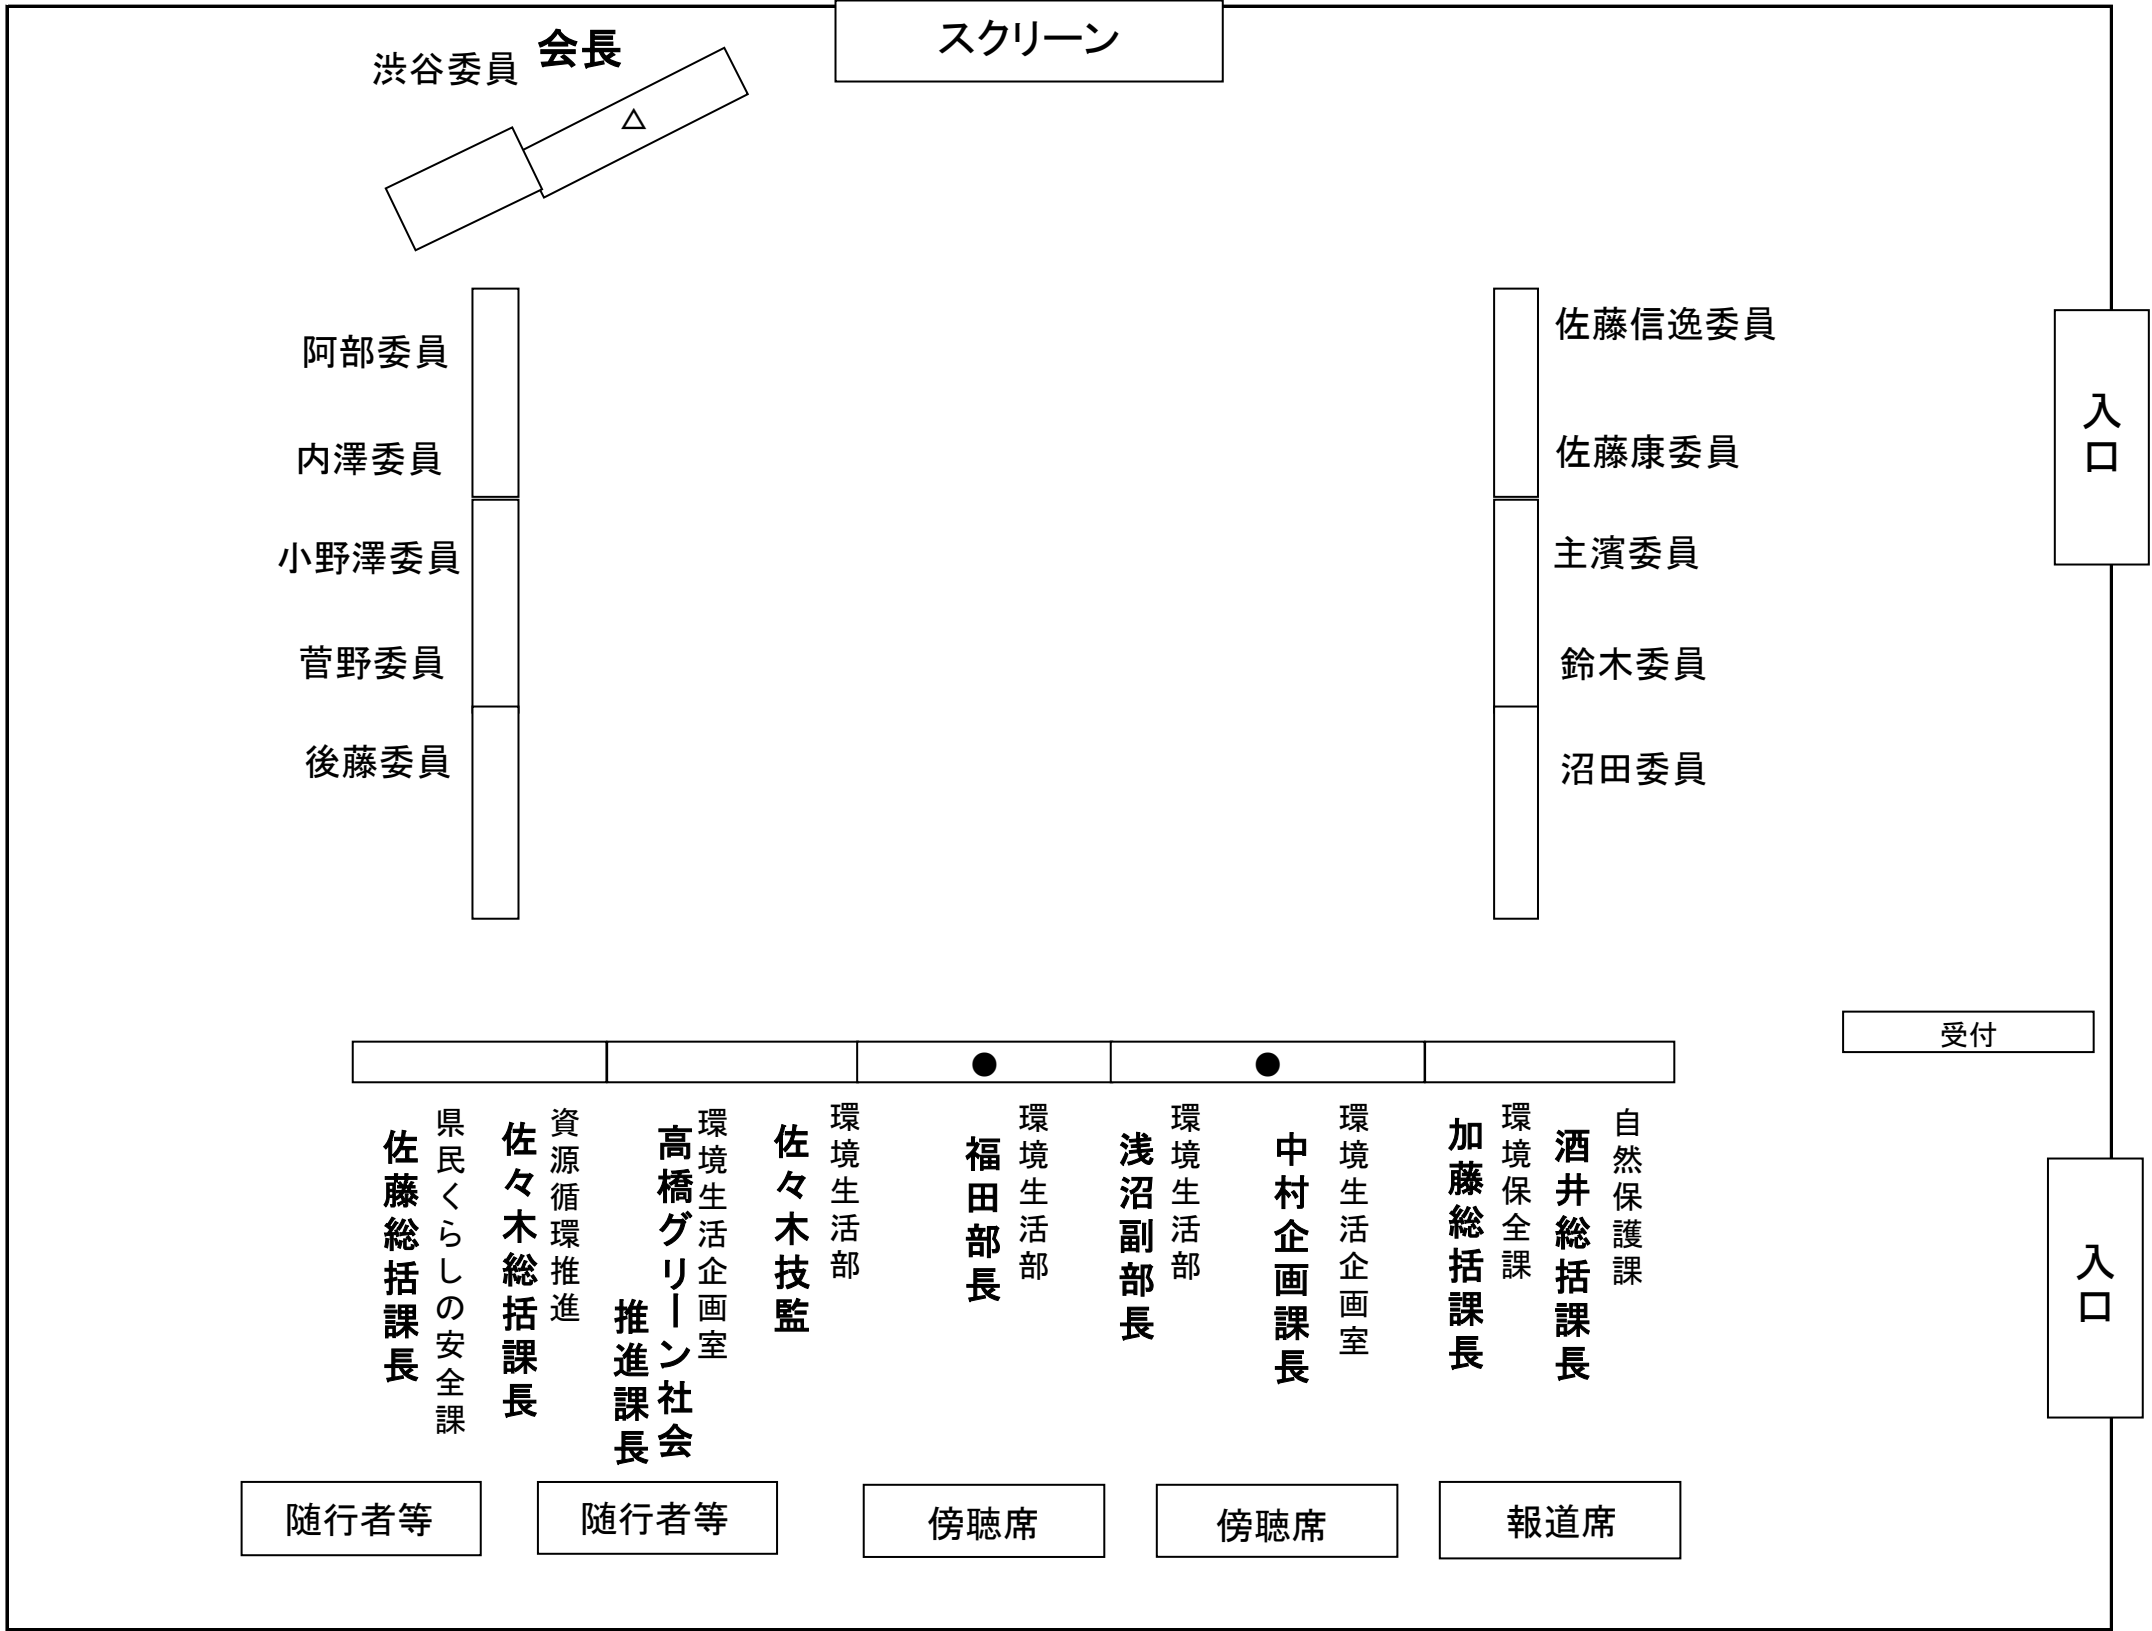 スクリーン
会長
渋谷委員
△
阿部委員
内澤委員
小野澤委員
菅野委員
後藤委員
佐藤信逸委員
佐藤康委員
主濱委員
鈴木委員
沼田委員
入口
受付
●
●
県民くらしの安全課
佐藤総括課長
資源循環推進
佐々木総括課長
環境生活企画室
高橋グリーン社会
推進課長
環境生活部
佐々木技監
環境生活部
福田部長
環境生活部
浅沼副部長
環境生活企画室
中村企画課長
環境保全課
加藤総括課長
自然保護課
酒井総括課長
入口
随行者等
随行者等
傍聴席
傍聴席
報道席